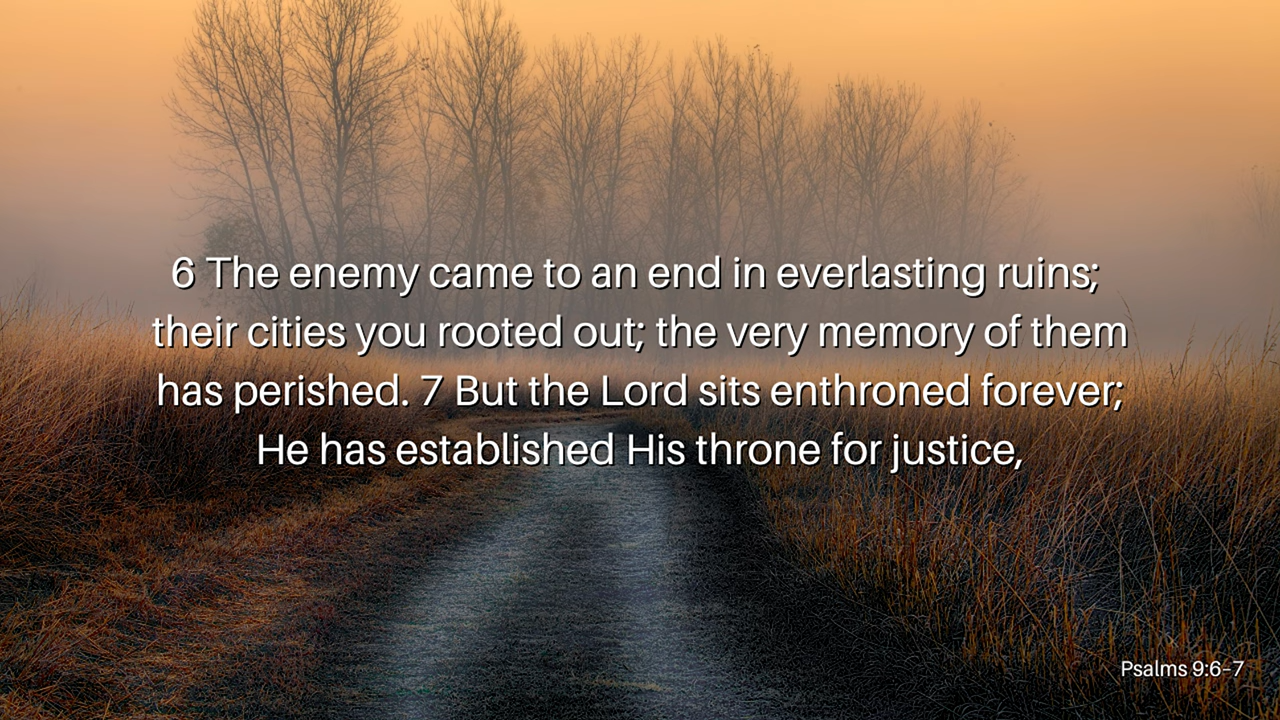 6 The enemy came to an end in everlasting ruins;
their cities you rooted out; the very memory of them
has perished. 7 But the Lord sits enthroned forever;
He has established His throne for justice,
Psalms 9:6–7